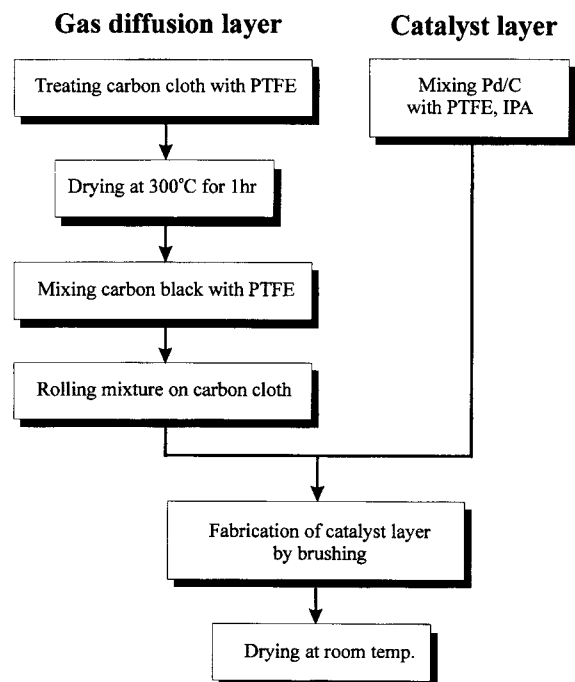 Gas diffusion layer
Catalyst layer
Treating carbon cloth with PTFE
Mixing Pd/C
with PTFE, IPA
Drying at 300°C for 1hr
Mixing carbon black with PTFE
Rolling mixture on carbon cloth
Fabrication of catalyst layer
by brushing
Drying at room temp.